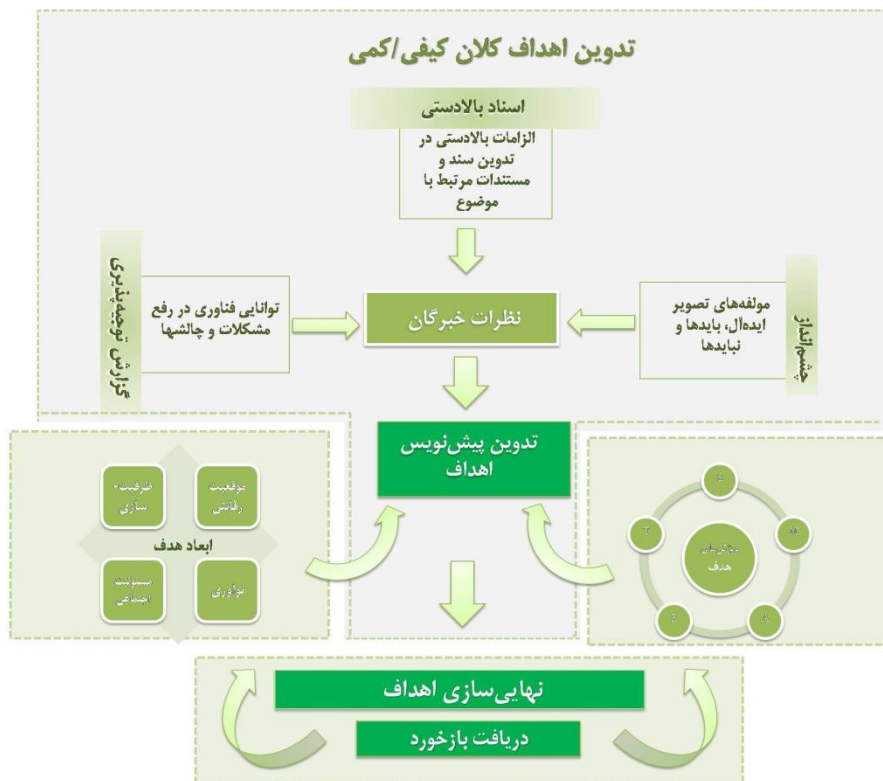 تدوین اهداف کلان کیفی/کمی
اسناد بالادستی
الزامات بالادستی در
تدوین سند و
مستندات مرتبط با
موضوع
چشم‌انداز
مولفه‌های تصویر
ایده‌آل، بایدها و
نبایدها
نظرات خبرگان
توانایی فناوری در رفع
مشکلات و چالشها
گزارش توجیه‌پذیری
تدوین پیش‌نویس
اهداف
هدف
موقعیت
رقابتی
ظرفیت-
سازی
ابعاد هدف
نوآوری
مسئولیت
اجتماعی
نهایی‌سازی اهداف
دریافت بازخورد